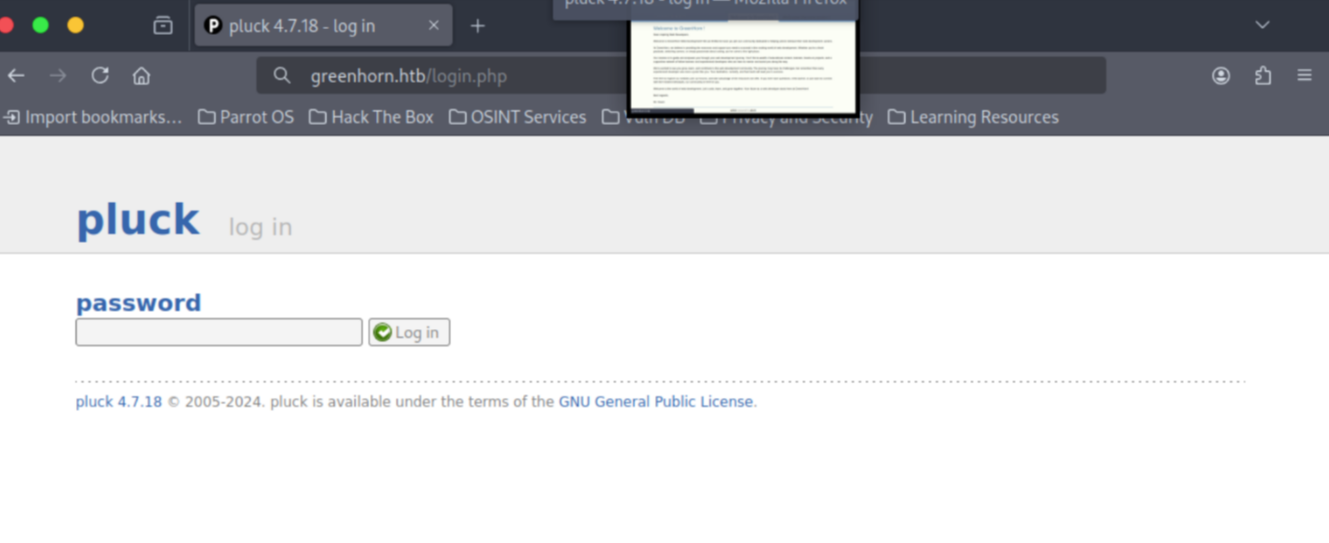 pluck 4.7.18 - log in — Mozilla Firefox
pluck 4.7.18 - log in
greenhorn.htb/login.php
Import bookmarks... Parrot OS Hack The Box OSINT Services Vuln DB Privacy and Security Learning Resources
pluck log in
password
Log in
pluck 4.7.18 © 2005-2024. pluck is available under the terms of the GNU General Public License.